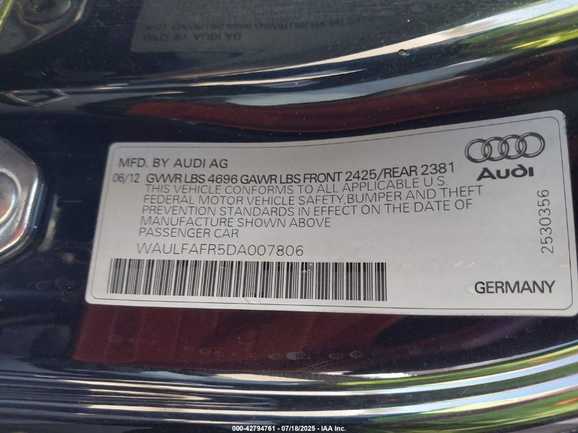 MFD. BY AUDI AG
06/12 GVWR LBS 4696 GAWR LBS FRONT 2425/REAR 2381
THIS VEHICLE CONFORMS TO ALL APPLICABLE U.S.
FEDERAL MOTOR VEHICLE SAFETY,BUMPER AND THEFT
PREVENTION STANDARDS IN EFFECT ON THE DATE OF
MANUFACTURE SHOWN ABOVE
PASSENGER CAR
WAULFAFR5DA007806
Audi
2530356
GERMANY
000-42794761 - 07/18/2025 - IAA Inc.